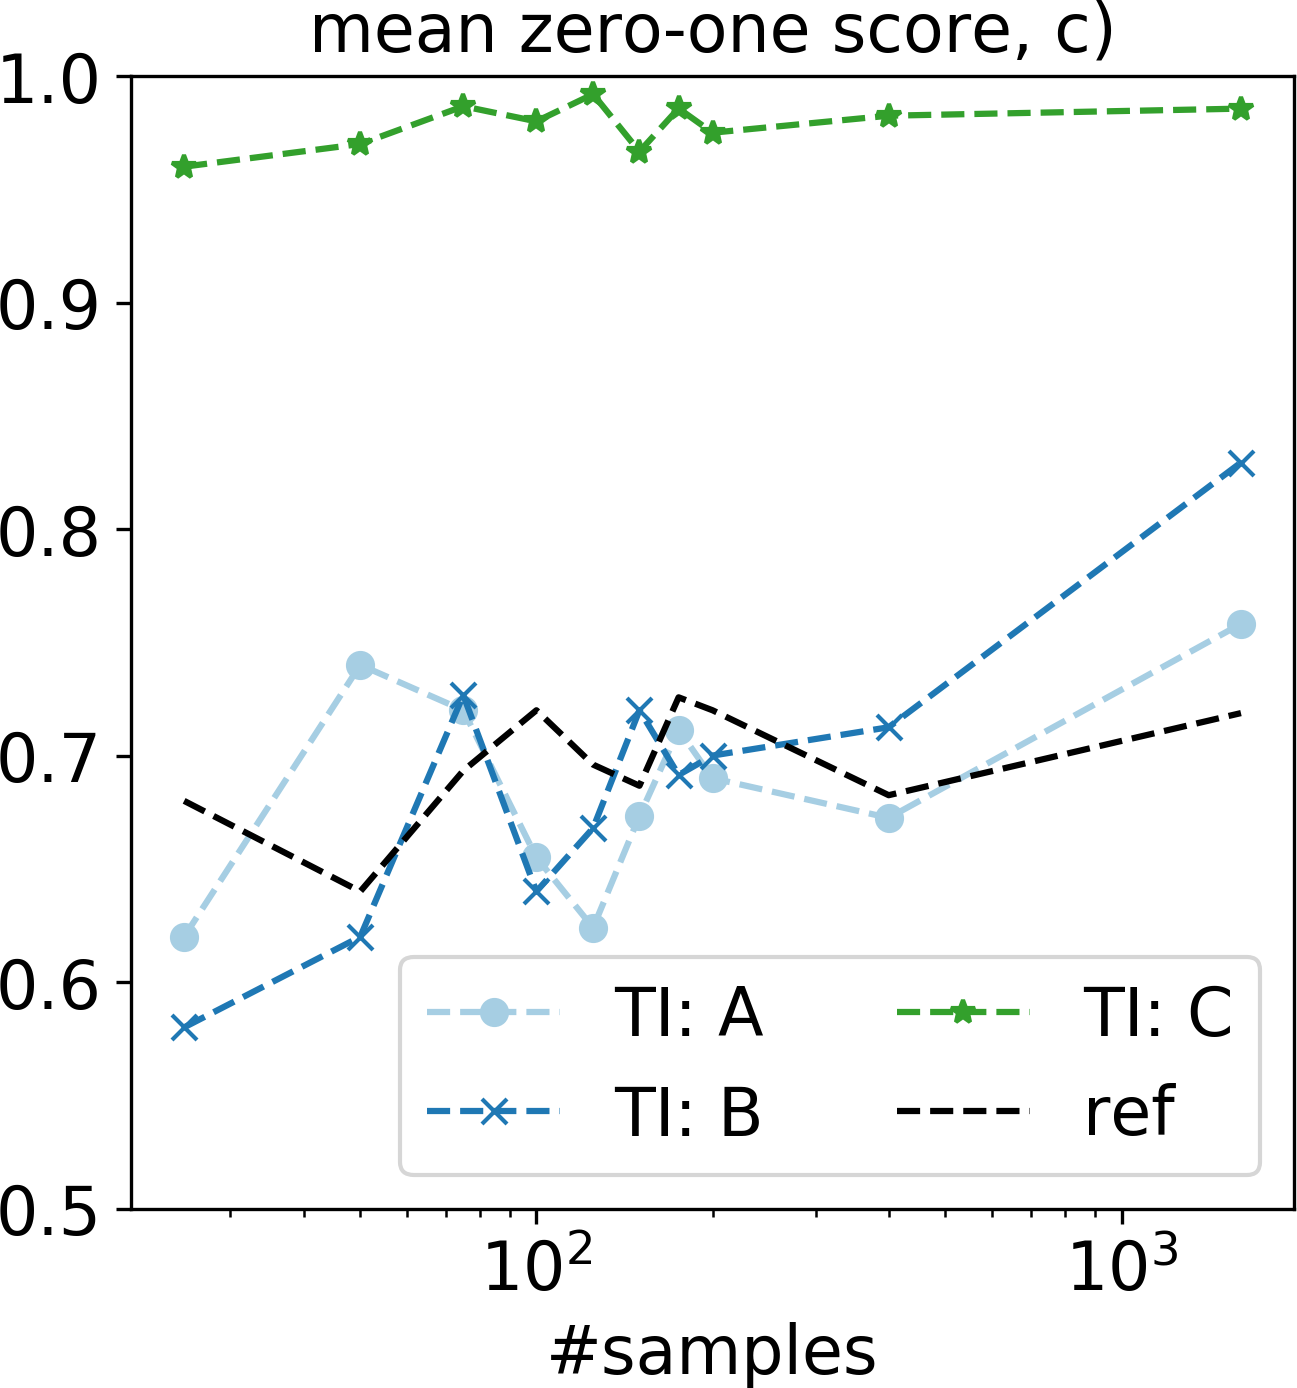 mean zero-one score, c)
1.0
0.9
0.8
0.7
0.6
0.5
TI: A
TI: B
TI: C
ref
10²
10³
#samples